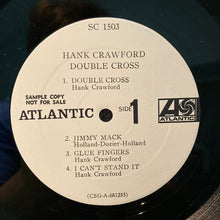 SC 1503
HANK CRAWFORD
DOUBLE CROSS
1. DOUBLE CROSS
Hank Crawford
SAMPLE COPY
NOT FOR SALE
ATLANTIC
SIDE 1
ATLANTIC
2. JIMMY MACK
Holland-Dozier-Holland
3. GLUE FINGERS
Hank Crawford
4. I CAN'T STAND IT
Hank Crawford
(CSG-A-681255)